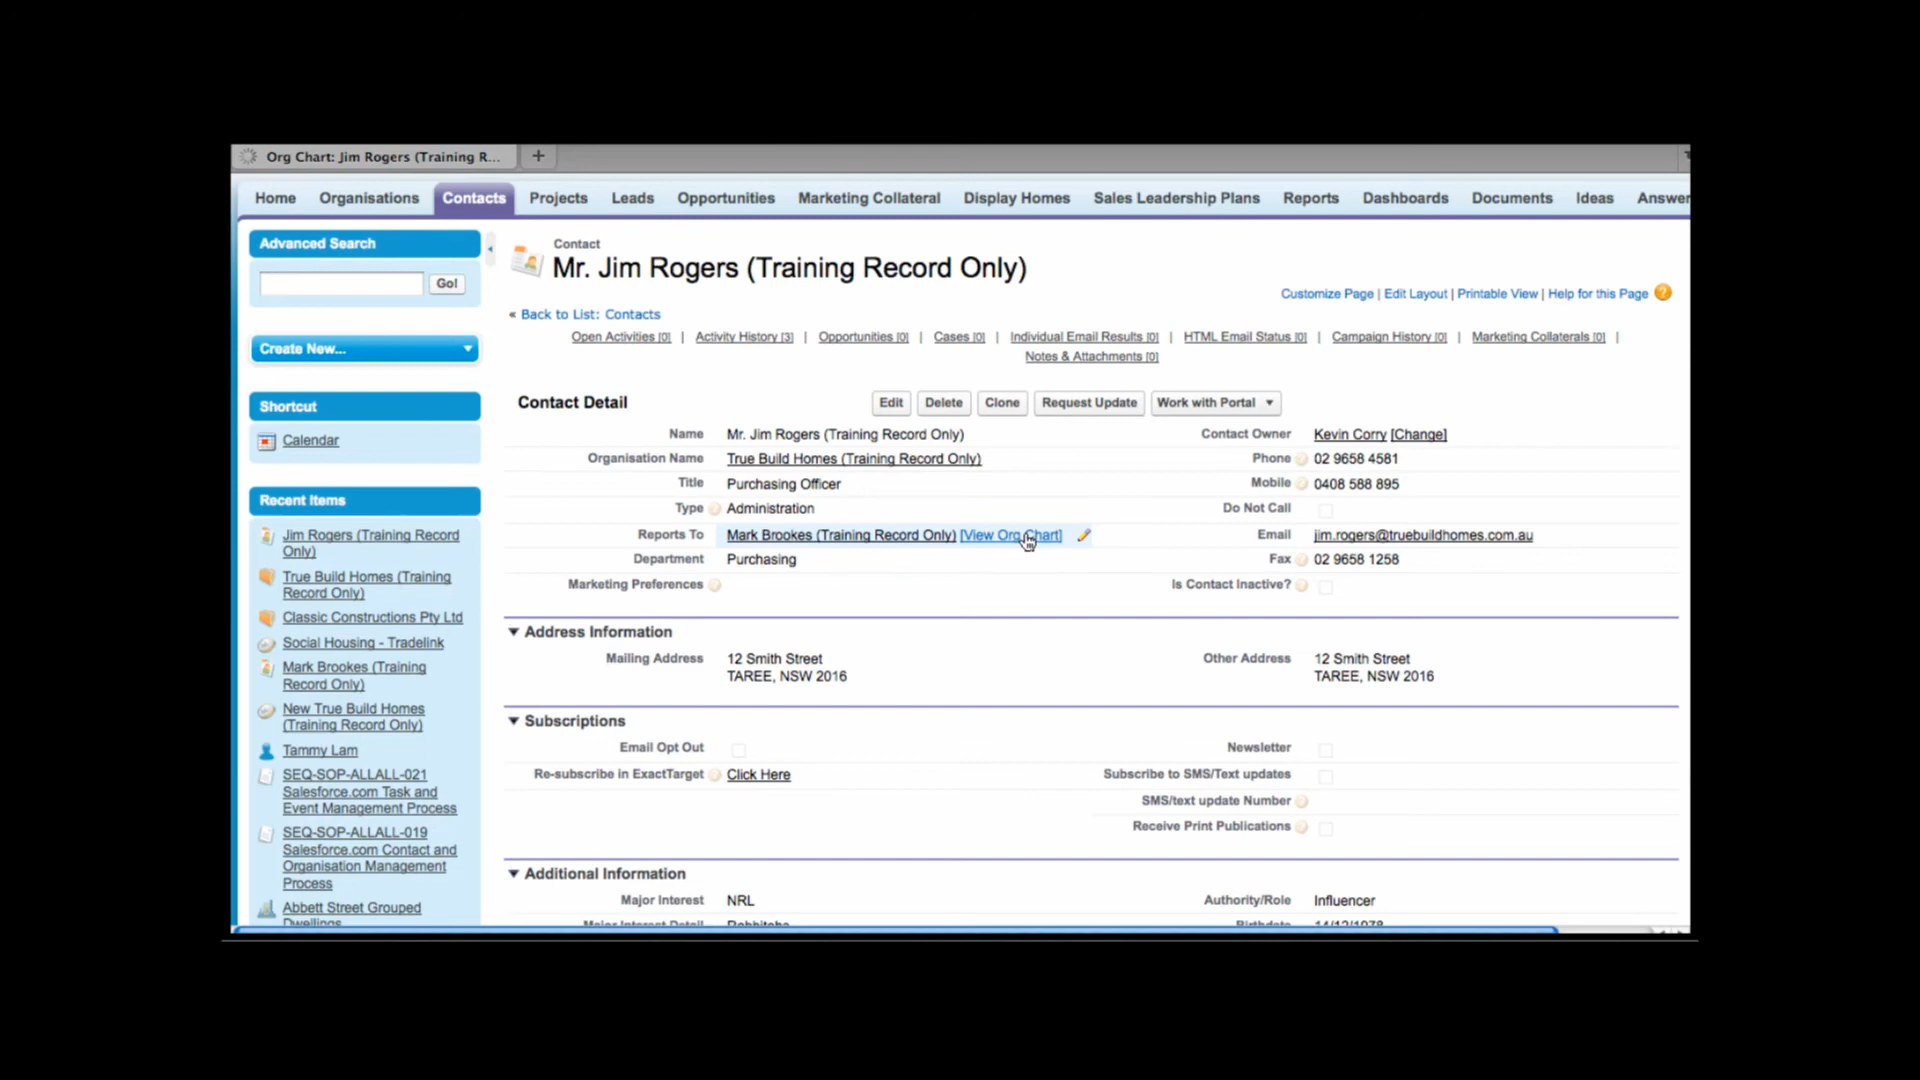 Org Chart: Jim Rogers (Training R...
Home Organisations Contacts Projects Leads Opportunities Marketing Collateral Display Homes Sales Leadership Plans Reports Dashboards Documents Ideas Answer
Advanced Search
Go!
Create New...
Shortcut
Calendar
Recent Items
Jim Rogers (Training Record
Only)
True Build Homes (Training
Record Only)
Classic Constructions Pty Ltd
Social Housing - Tradelink
Mark Brookes (Training
Record Only)
New True Build Homes
(Training Record Only)
Tammy Lam
SEQ-SOP-ALLALL-021
Salesforce.com Task and
Event Management Process
SEQ-SOP-ALLALL-019
Salesforce.com Contact and
Organisation Management
Process
Abbett Street Grouped
Dwellings
Contact
Mr. Jim Rogers (Training Record Only)
Customize Page | Edit Layout | Printable View | Help for this Page ?
« Back to List: Contacts
Open Activities [0] | Activity History [3] | Opportunities [0] | Cases [0] | Individual Email Results [0] | HTML Email Status [0] | Campaign History [0] | Marketing Collaterals [0] |
Notes & Attachments [0]
Contact Detail Edit Delete Clone Request Update Work with Portal
Name Mr. Jim Rogers (Training Record Only) Contact Owner Kevin Corry [Change]
Organisation Name True Build Homes (Training Record Only) Phone 02 9658 4581
Title Purchasing Officer Mobile 0408 588 895
Type Administration Do Not Call
Reports To Mark Brookes (Training Record Only) [View Org Chart] Email jim.rogers@truebuildhomes.com.au
Department Purchasing Fax 02 9658 1258
Marketing Preferences Is Contact Inactive?
Address Information
Mailing Address 12 Smith Street Other Address 12 Smith Street
TAREE, NSW 2016 TAREE, NSW 2016
Subscriptions
Email Opt Out Newsletter
Re-subscribe in ExactTarget Click Here Subscribe to SMS/Text updates
SMS/text update Number
Receive Print Publications
Additional Information
Major Interest NRL Authority/Role Influencer
Major Interest Detail Rabbitohs Birthdate 14/12/1978